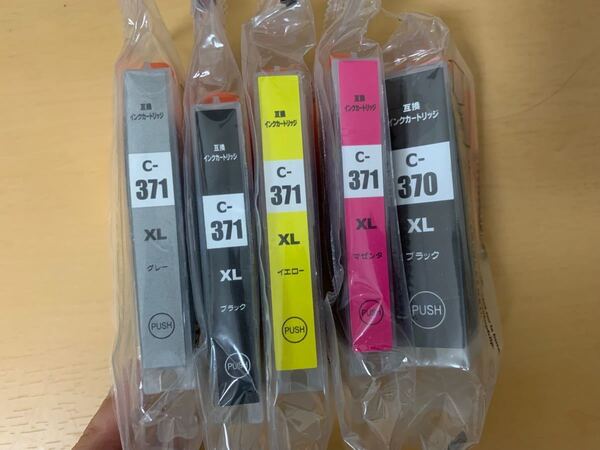 互換
インクカートリッジ
C-
371
XL
グレー
PUSH
互換
インクカートリッジ
C-
371
XL
ブラック
PUSH
互換
インクカートリッジ
C-
371
XL
イエロー
PUSH
互換
インクカートリッジ
C-
371
XL
マゼンタ
PUSH
互換
インクカートリッジ
C-
370
XL
ブラック
PUSH